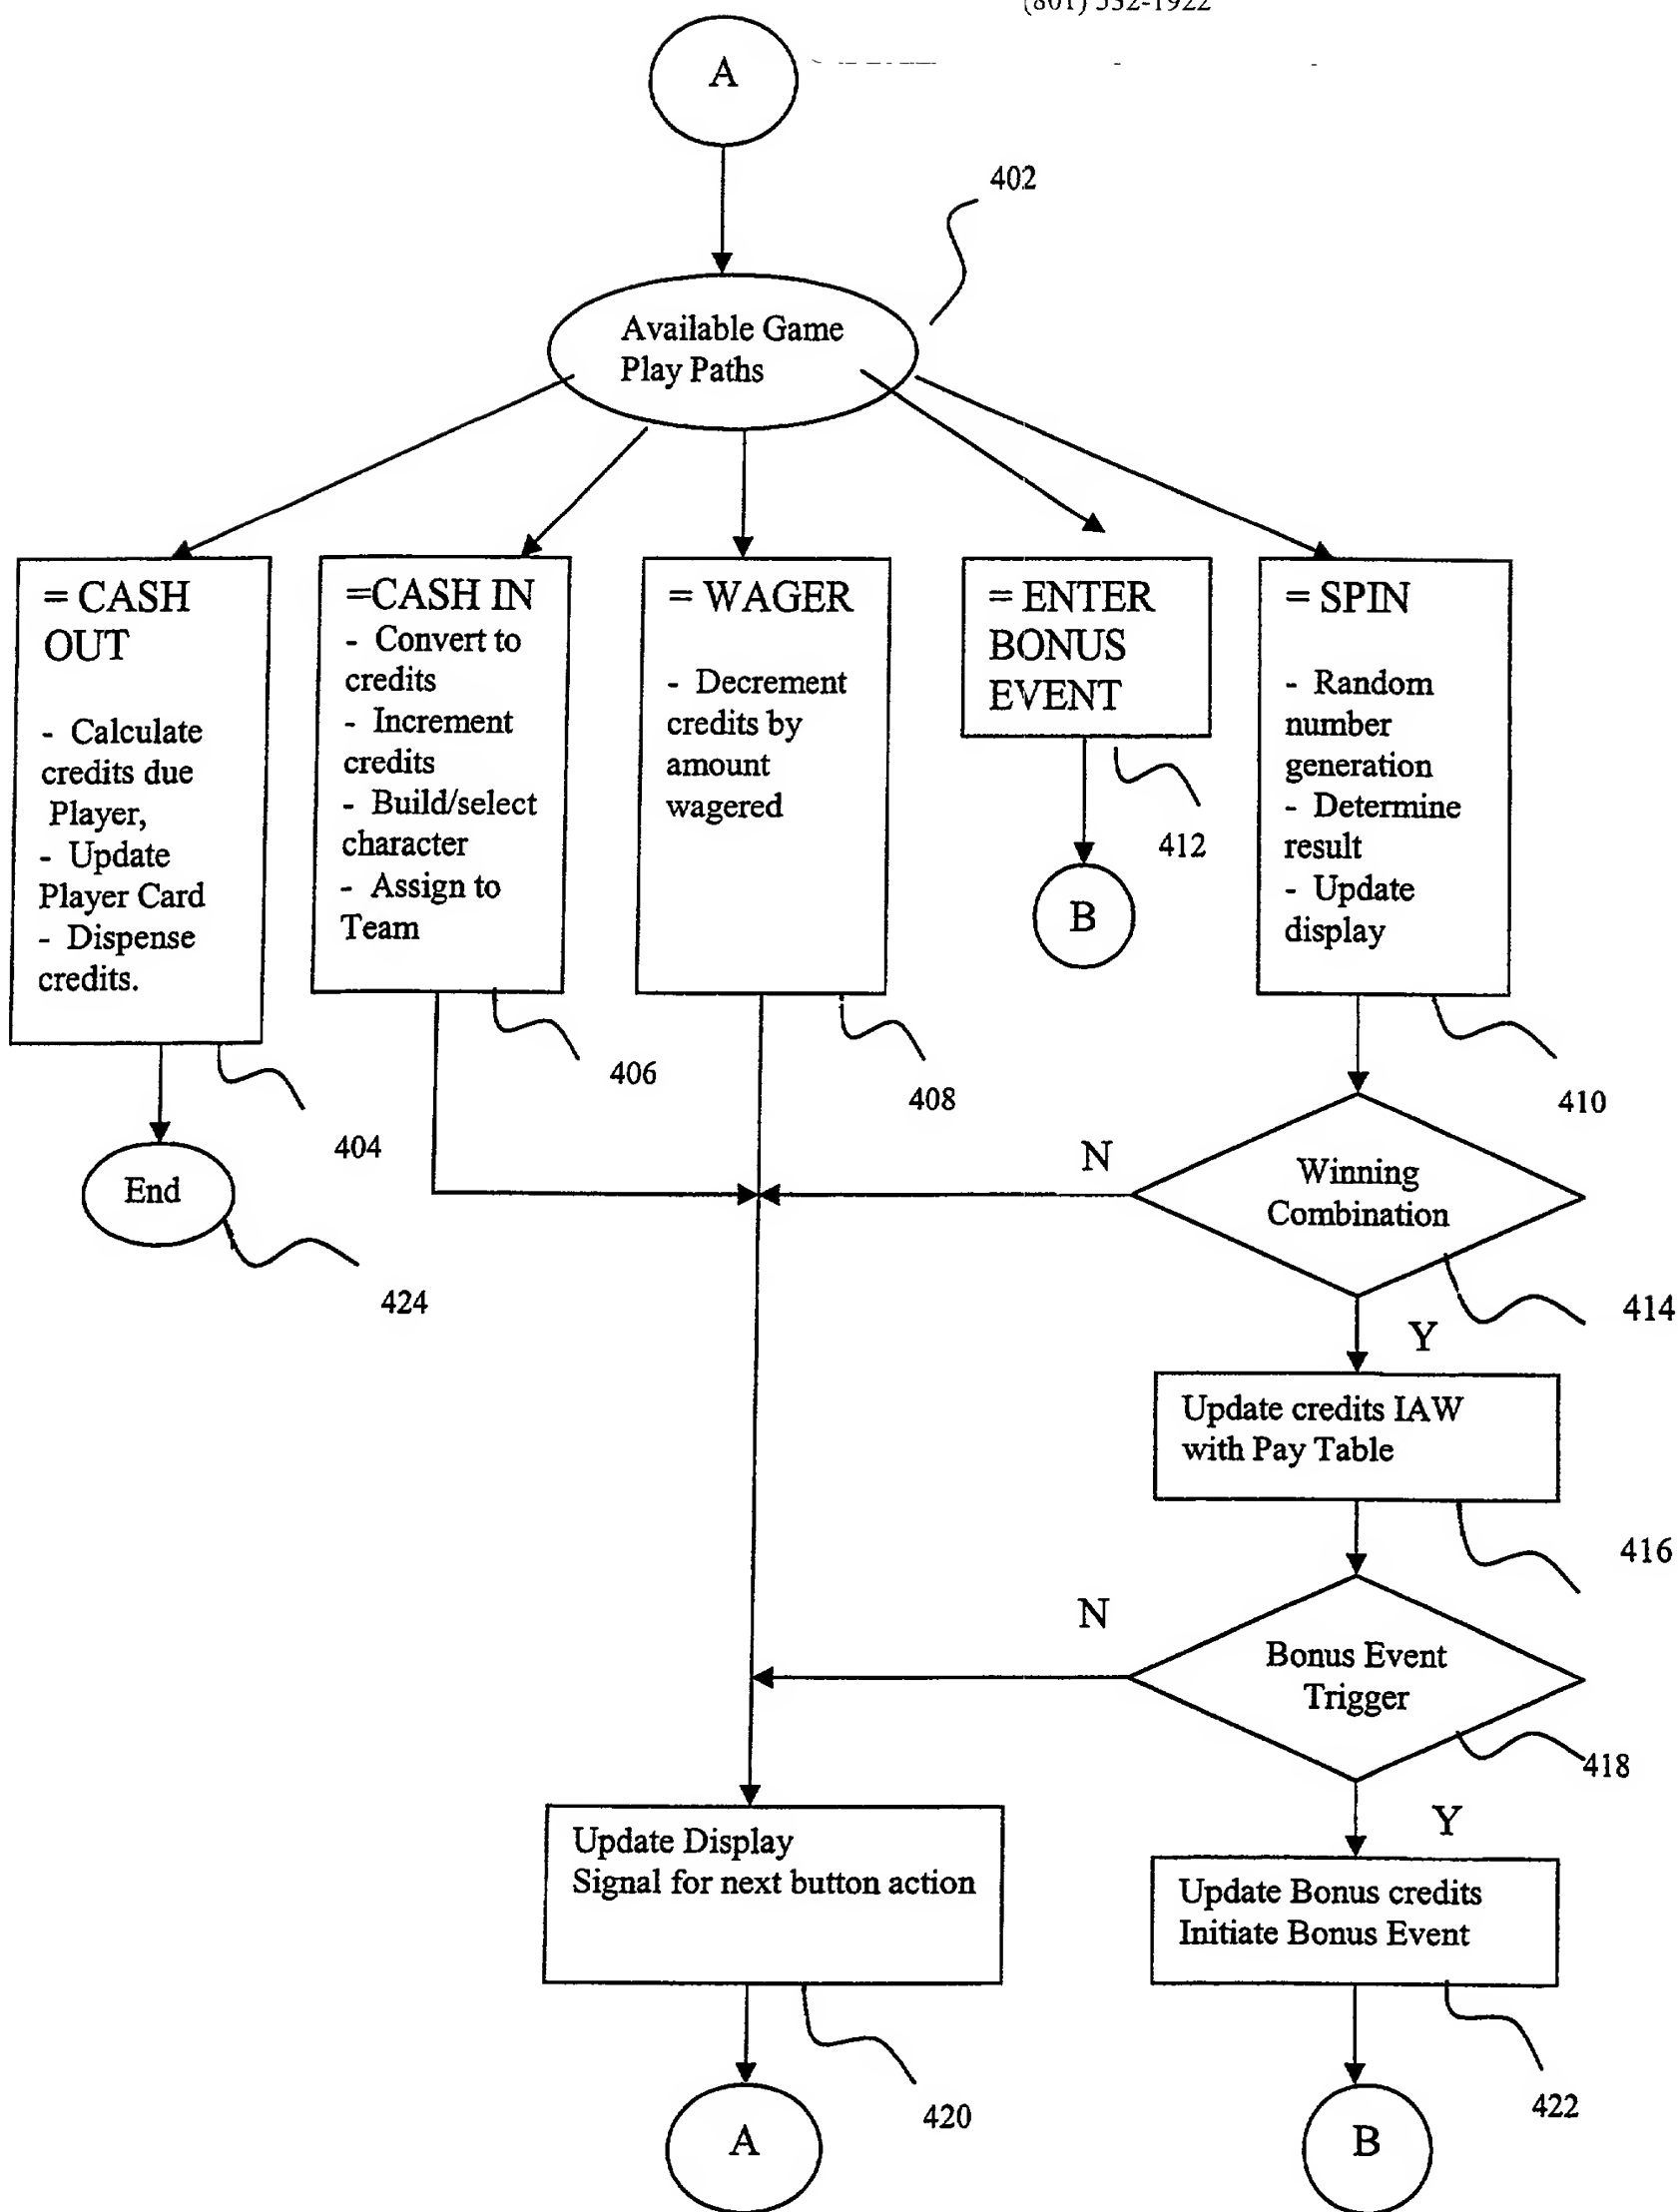 (801) 532-1922
A
402
Available Game
Play Paths
= CASH
OUT
- Calculate
credits due
Player,
- Update
Player Card
- Dispense
credits.
404
End
424
=CASH IN
- Convert to
credits
- Increment
credits
- Build/select
character
- Assign to
Team
406
= WAGER
- Decrement
credits by
amount
wagered
408
= ENTER
BONUS
EVENT
412
B
= SPIN
- Random
number
generation
- Determine
result
- Update
display
410
N
Winning
Combination
414
Y
Update credits IAW
with Pay Table
416
N
Bonus Event
Trigger
418
Y
Update Display
Signal for next button action
420
A
Update Bonus credits
Initiate Bonus Event
422
B